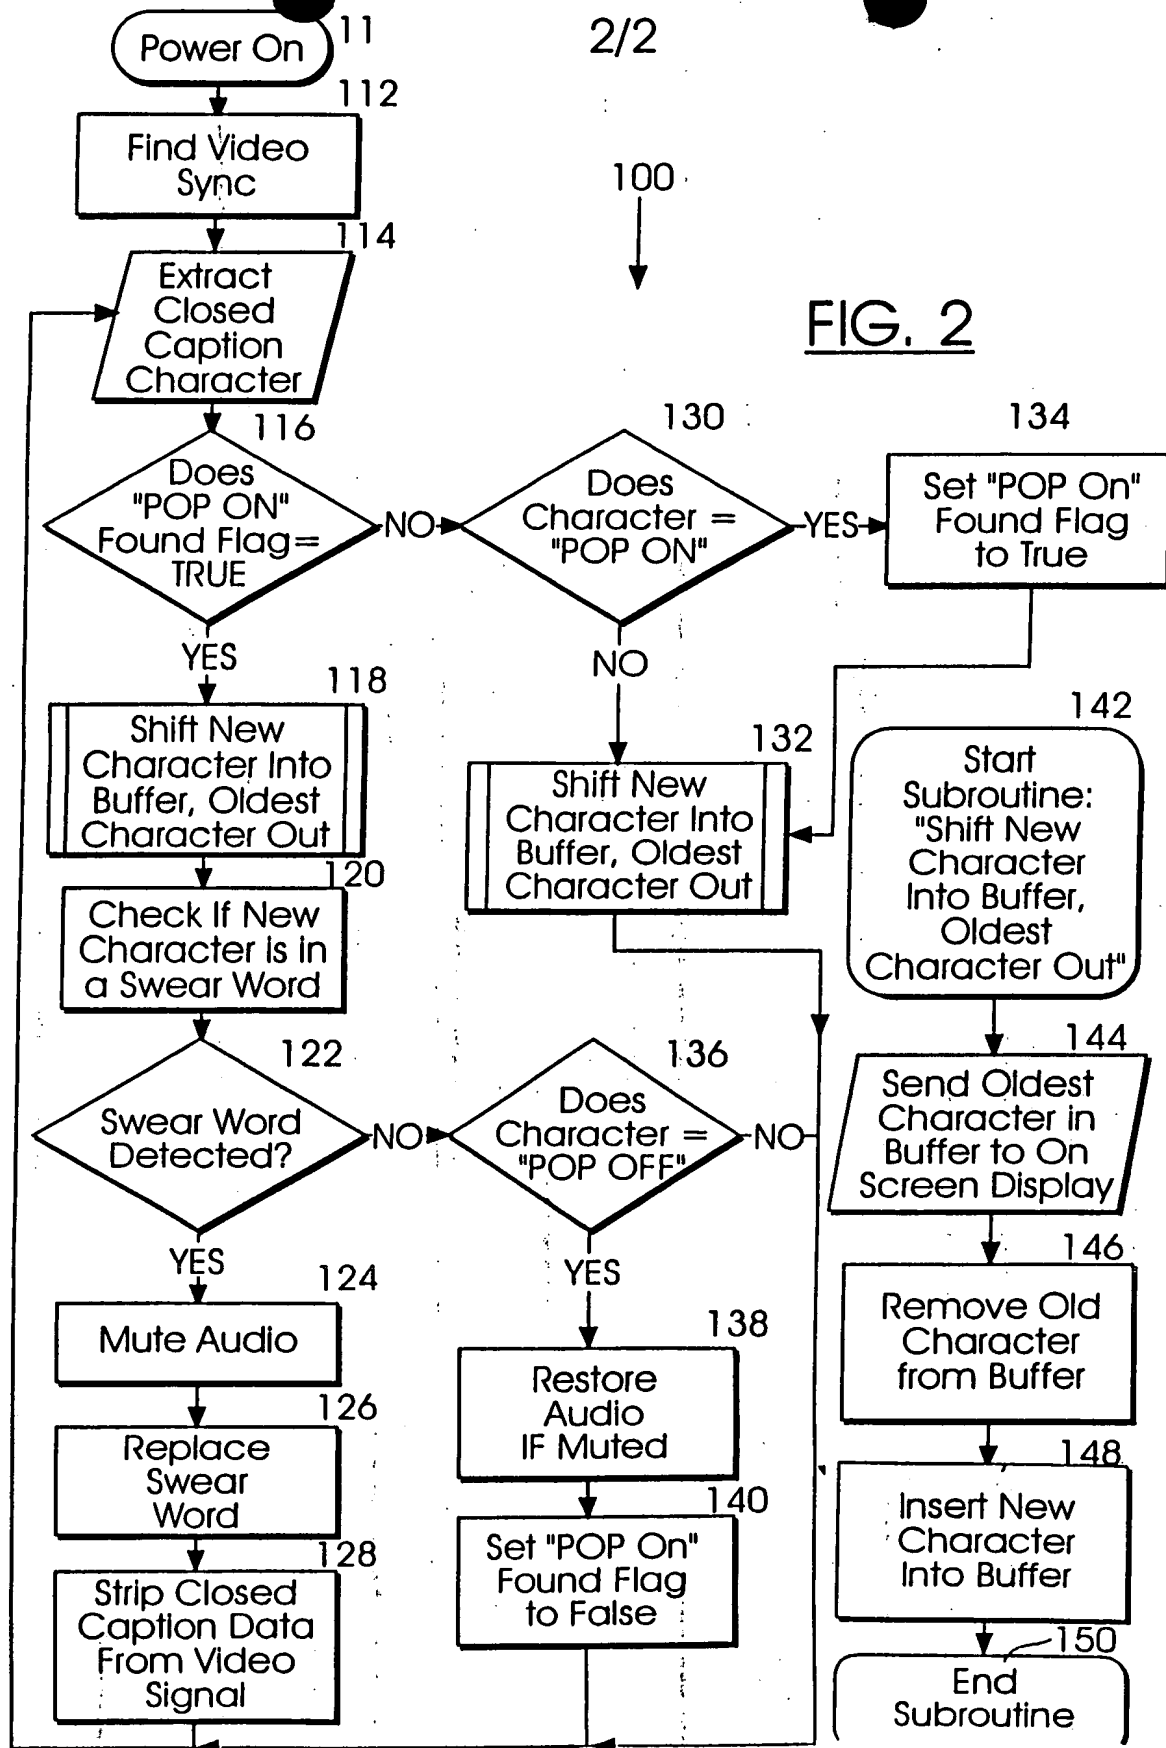 2/2
Power On
11
112
Find Video
Sync
100
114
Extract
Closed
Caption
Character
FIG. 2
116
Does
"POP ON"
Found Flag=
TRUE
NO
YES
130
Does
Character =
"POP ON"
YES
NO
134
Set "POP On"
Found Flag
to True
118
Shift New
Character Into
Buffer, Oldest
Character Out
132
Shift New
Character Into
Buffer, Oldest
Character Out
120
Check If New
Character is in
a Swear Word
122
Swear Word
Detected?
NO
YES
136
Does
Character =
"POP OFF"
NO
YES
124
Mute Audio
126
Replace
Swear
Word
128
Strip Closed
Caption Data
From Video
Signal
138
Restore
Audio
IF Muted
140
Set "POP On"
Found Flag
to False
142
Start
Subroutine:
"Shift New
Character
Into Buffer,
Oldest
Character Out"
144
Send Oldest
Character in
Buffer to On
Screen Display
146
Remove Old
Character
from Buffer
148
Insert New
Character
Into Buffer
150
End
Subroutine